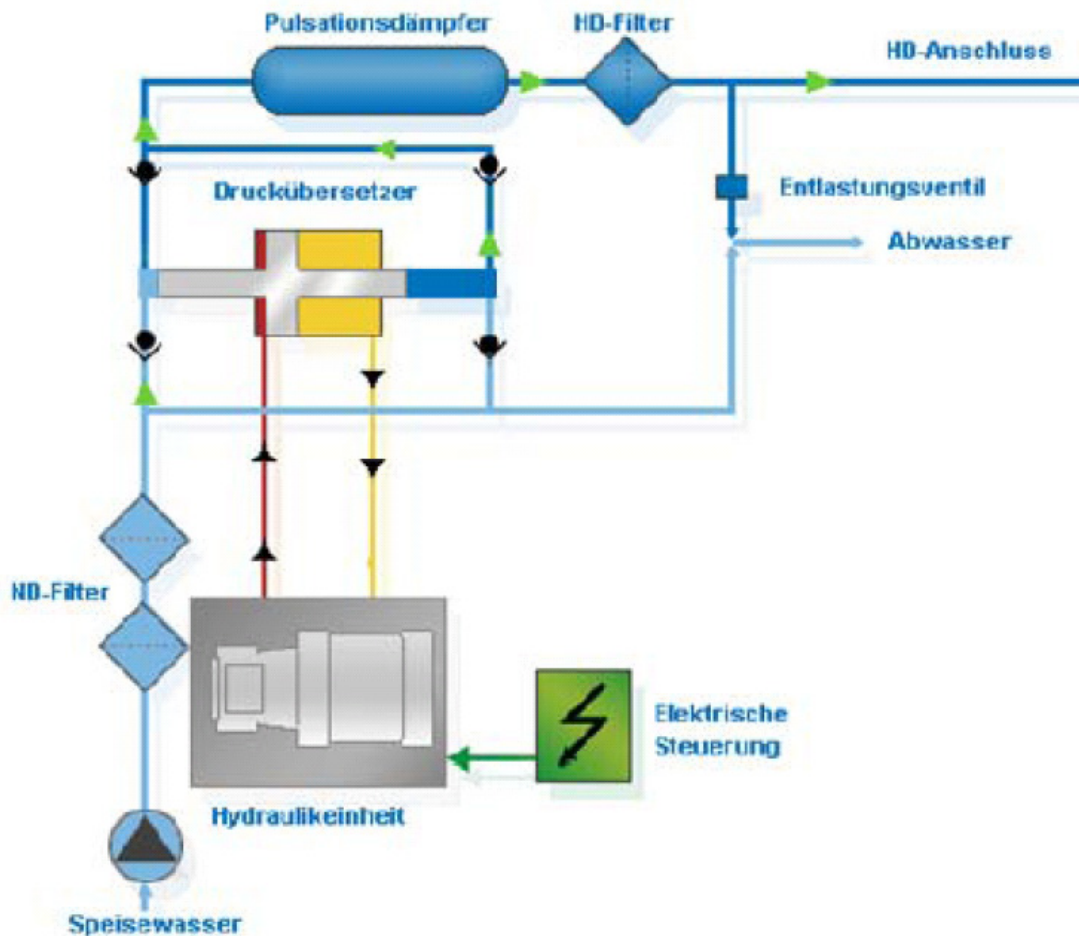 Pulsationsdämpfer
HD-Filter
HD-Anschluss
Druckübersetzer
Entlastungsventil
Abwasser
ND-Filter
Elektrische
Steuerung
Hydraulikeinheit
Speisewasser